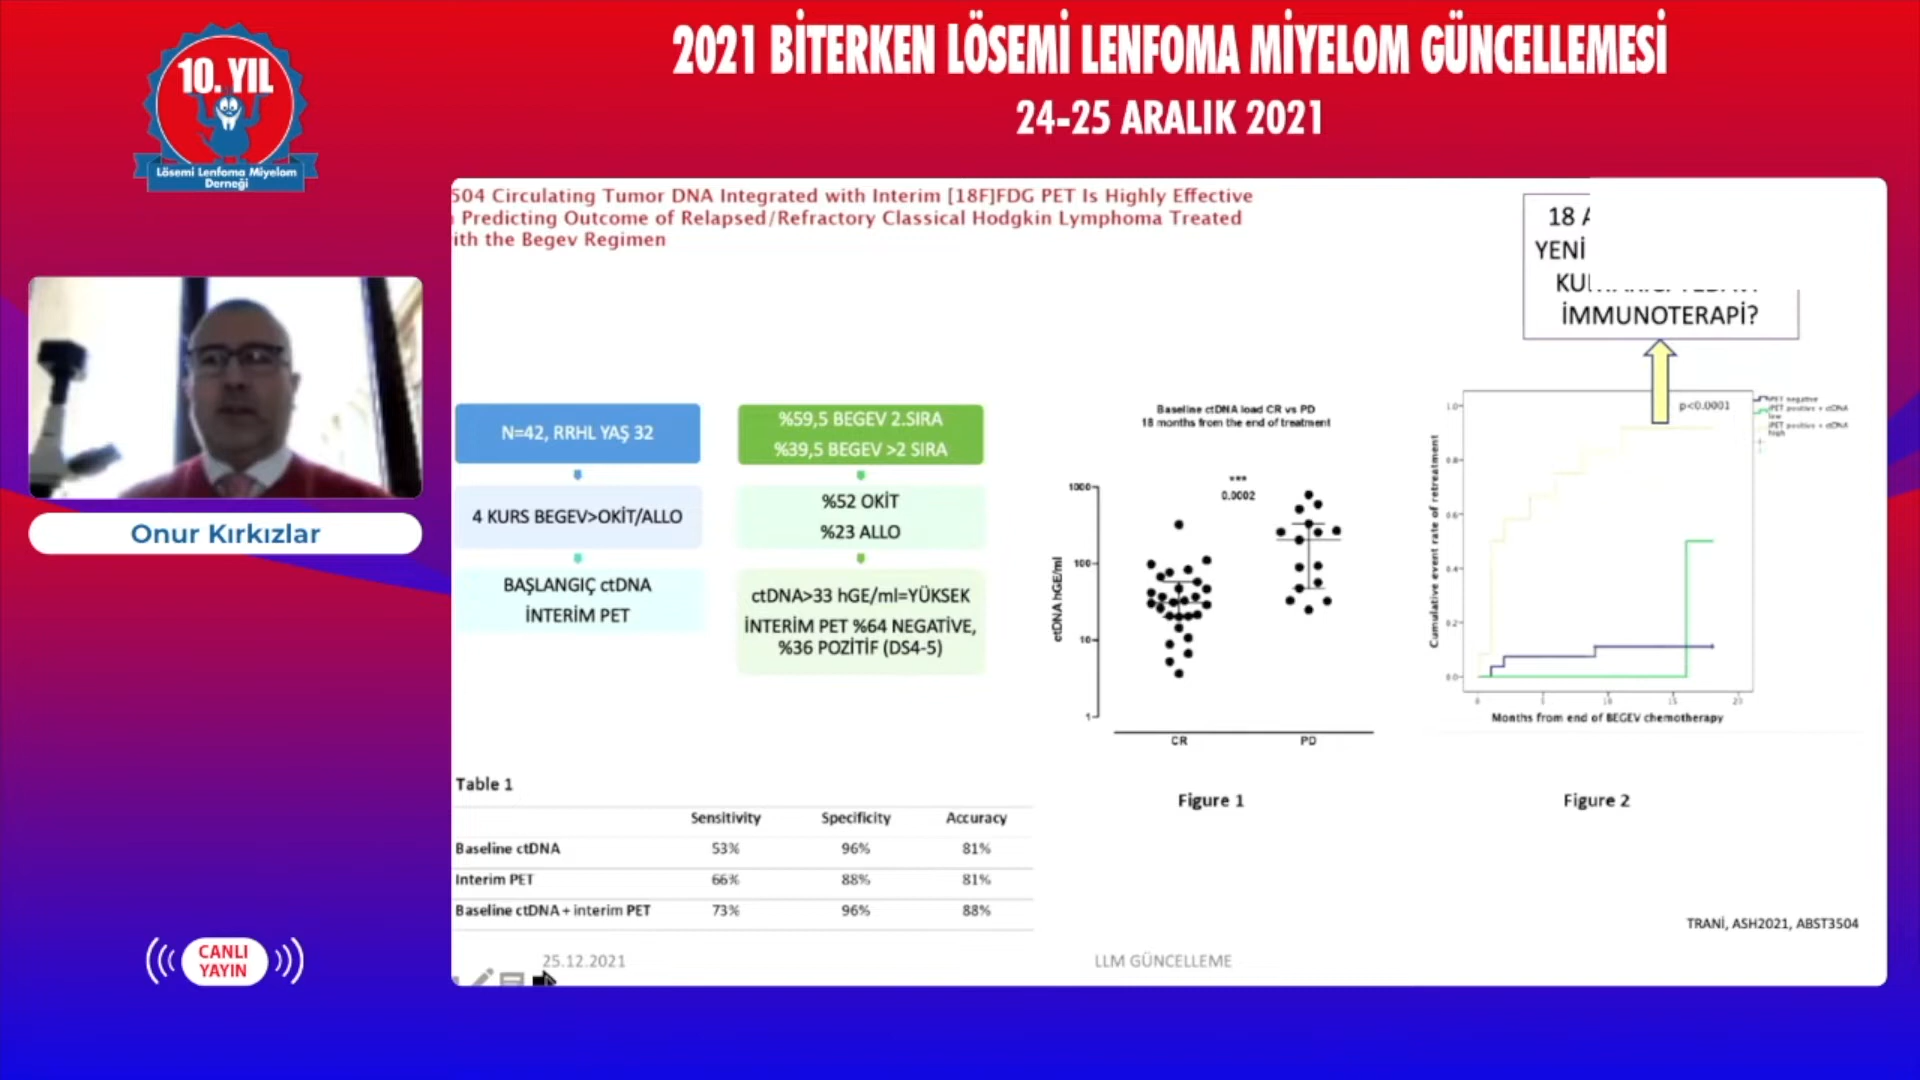 10. YIL
Lösemi Lenfoma Miyelom
Derneği
2021 BİTERKEN LÖSEMİ LENFOMA MİYELOM GÜNCELLEMESİ
24-25 ARALIK 2021
Onur Kırkızlar
CANLI
YAYIN
504 Circulating Tumor DNA Integrated with Interim [18F]FDG PET Is Highly Effective
Predicting Outcome of Relapsed/Refractory Classical Hodgkin Lymphoma Treated
ith the Begev Regimen
18 A
YENİ
KU
İMMUNOTERAPİ?
N=42, RRHL YAŞ 32
4 KURS BEGEV>OKİT/ALLO
BAŞLANGIÇ ctDNA
İNTERİM PET
%59,5 BEGEV 2.SIRA
%39,5 BEGEV >2 SIRA
%52 OKİT
%23 ALLO
ctDNA>33 hGE/ml=YÜKSEK
İNTERİM PET %64 NEGATİVE,
%36 POZİTİF (DS4-5)
Baseline ctDNA load CR vs PD
18 months from the end of treatment
***
0.0002
1000
100
10
1
ctDNA hGE/ml
CR PD
Figure 1
p<0.0001
iPET negative
iPET positive + ctDNA
low
iPET positive + ctDNA
high
Cumulative event rate of retreatment
1.0
0.8
0.6
0.4
0.2
0.0
0 5 10 15 20
Months from end of BEGEV chemotherapy
Figure 2
Table 1
Sensitivity Specificity Accuracy
Baseline ctDNA 53% 96% 81%
Interim PET 66% 88% 81%
Baseline ctDNA + interim PET 73% 96% 88%
TRANİ, ASH2021, ABST3504
25.12.2021
LLM GÜNCELLEME